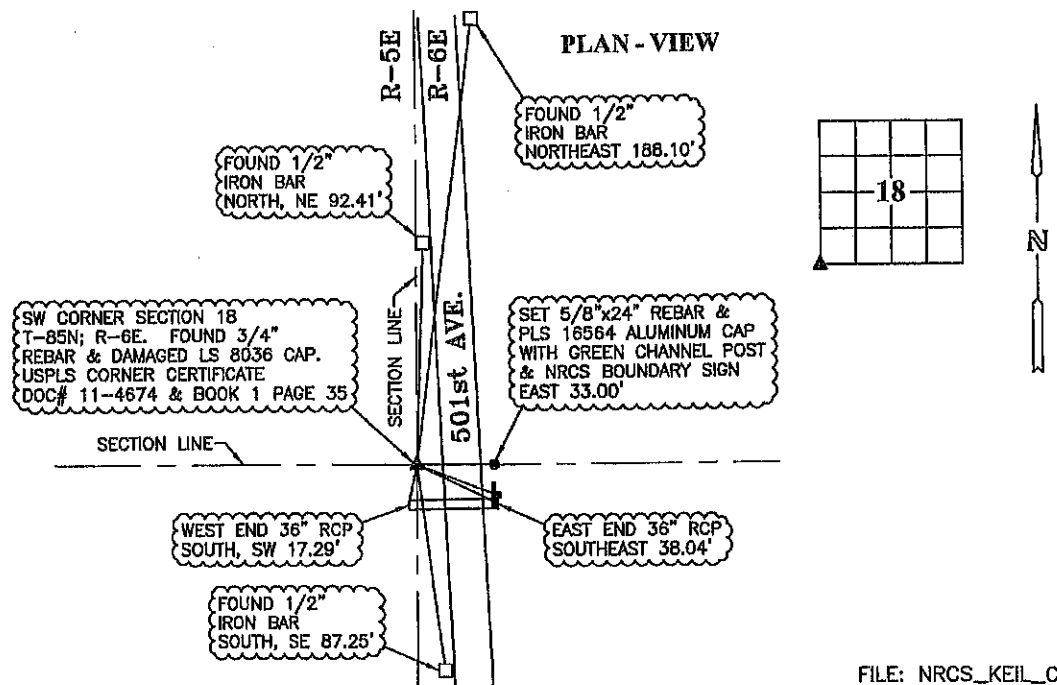 PLAN - VIEW
R-5E
R-6E
FOUND 1/2"
IRON BAR
NORTHEAST 188.10'
FOUND 1/2"
IRON BAR
NORTH, NE 92.41'
18
N
SW CORNER SECTION 18
T-85N; R-6E. FOUND 3/4"
REBAR & DAMAGED LS 8036 CAP.
USPLS CORNER CERTIFICATE
DOC# 11-4674 & BOOK 1 PAGE 35
SECTION LINE
501st AVE.
SET 5/8"x24" REBAR &
PLS 16564 ALUMINUM CAP
WITH GREEN CHANNEL POST
& NRCS BOUNDARY SIGN
EAST 33.00'
SECTION LINE
WEST END 36" RCP
SOUTH, SW 17.29'
EAST END 36" RCP
SOUTHEAST 38.04'
FOUND 1/2"
IRON BAR
SOUTH, SE 87.25'
FILE: NRCS_KEIL_C